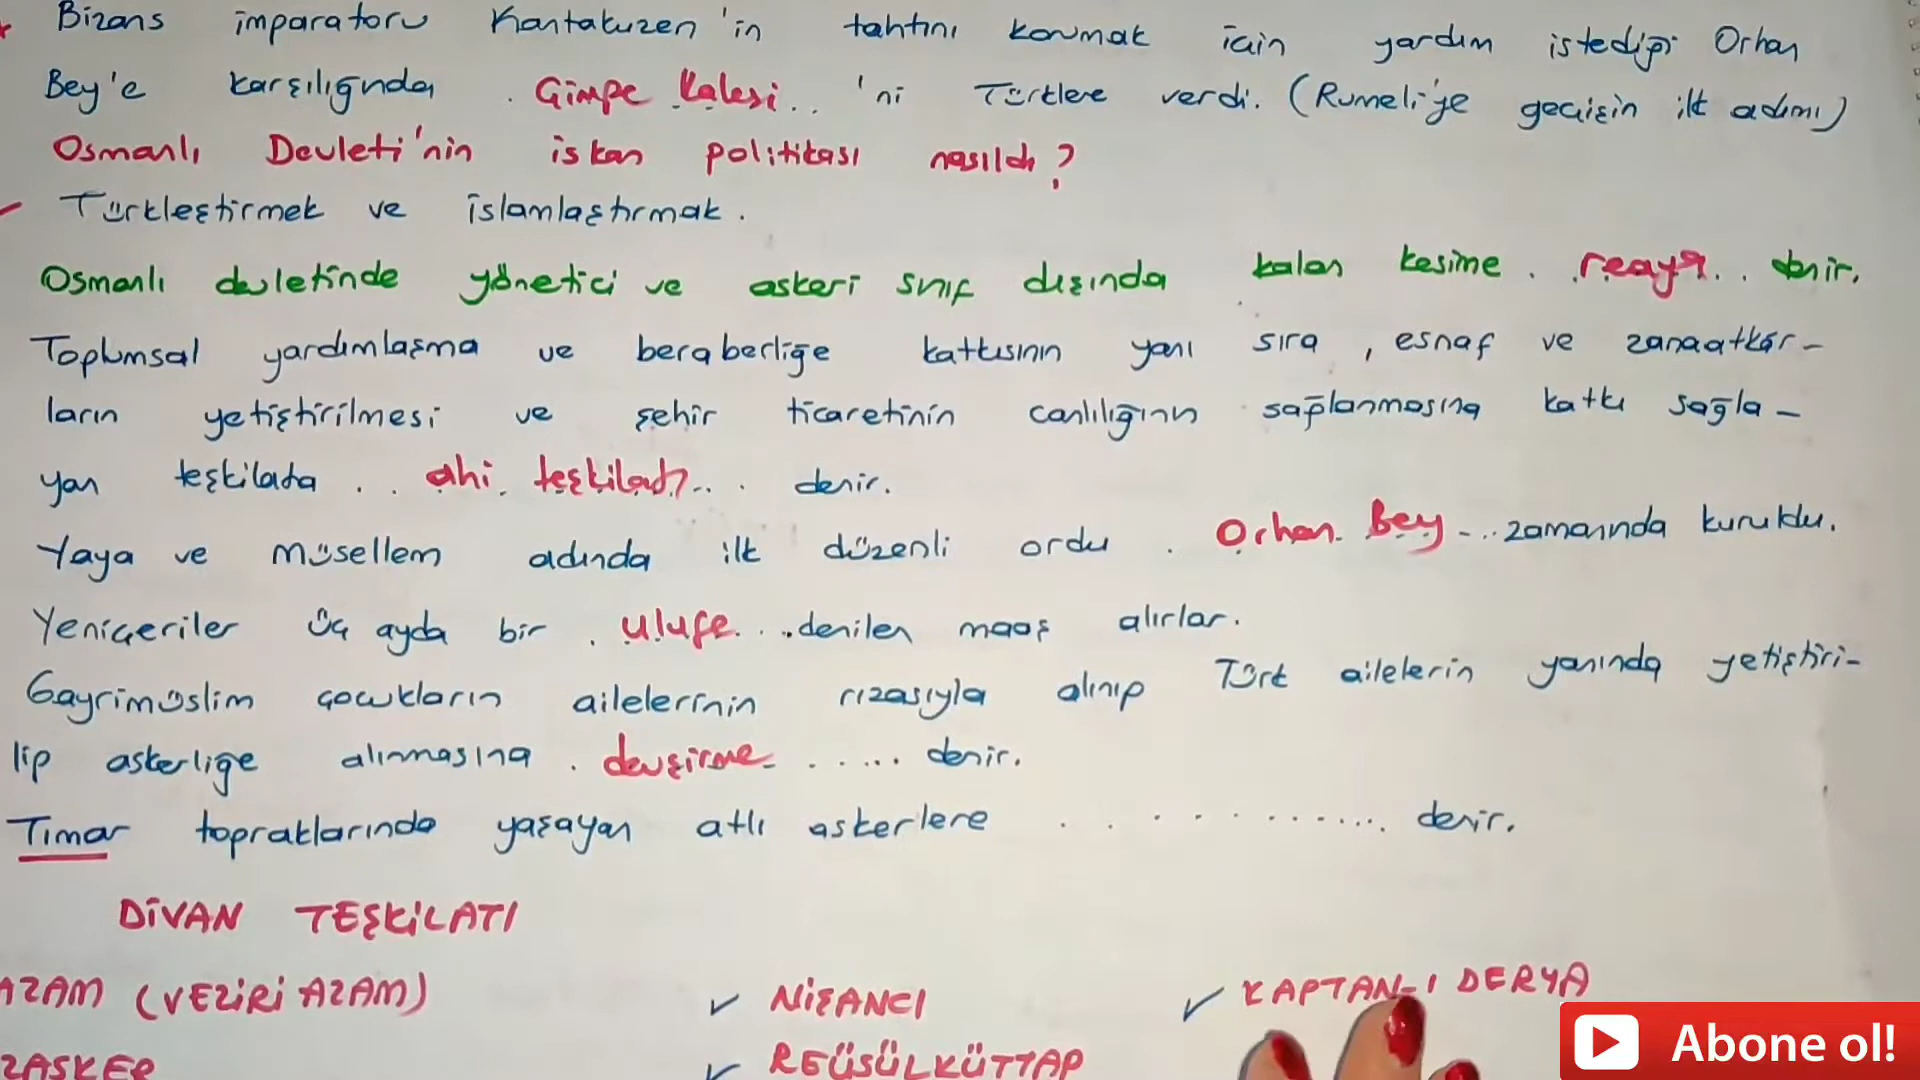 Bizans imparatoru Kantakuzen'in tahtını korumak için yardım istediği Orhan
Bey'e karşılığında . Gimpe Kalesi.. 'ni Türklere verdi. (Rumeli'ye geçişin ilk adımı)
Osmanlı Devleti'nin iskan politikası nasıldı?
Türkleştirmek ve islamlaştırmak.
Osmanlı devletinde yönetici ve askeri sınıf dışında kalan kesime . reaya.. denir.
Toplumsal yardımlaşma ve beraberliğe katkısının yanı sıra , esnaf ve zanaatkâr-
ların yetiştirilmesi ve şehir ticaretinin canlılığının sağlanmasına katkı sağla-
yan teşkilata .. ahi teşkilatı... denir.
Yaya ve müsellem adında ilk düzenli ordu . Orhan Bey -.. zamanında kuruldu.
Yeniçeriler üç ayda bir . ulufe. ..denilen maaş alırlar.
Gayrimüslim çocukların ailelerinin rızasıyla alınıp Türk ailelerin yanında yetiştiri-
lip askerliğe alınmasına . devşirme- ..... denir.
Tımar topraklarında yaşayan atlı askerlere ............ denir.
DİVAN TEŞKİLATI
AZAM (VEZİRİ AZAM) ✓ NİŞANCI ✓ KAPTAN-I DERYA
ZASKER ✓ REÜSÜLKÜTTAP
Abone ol!